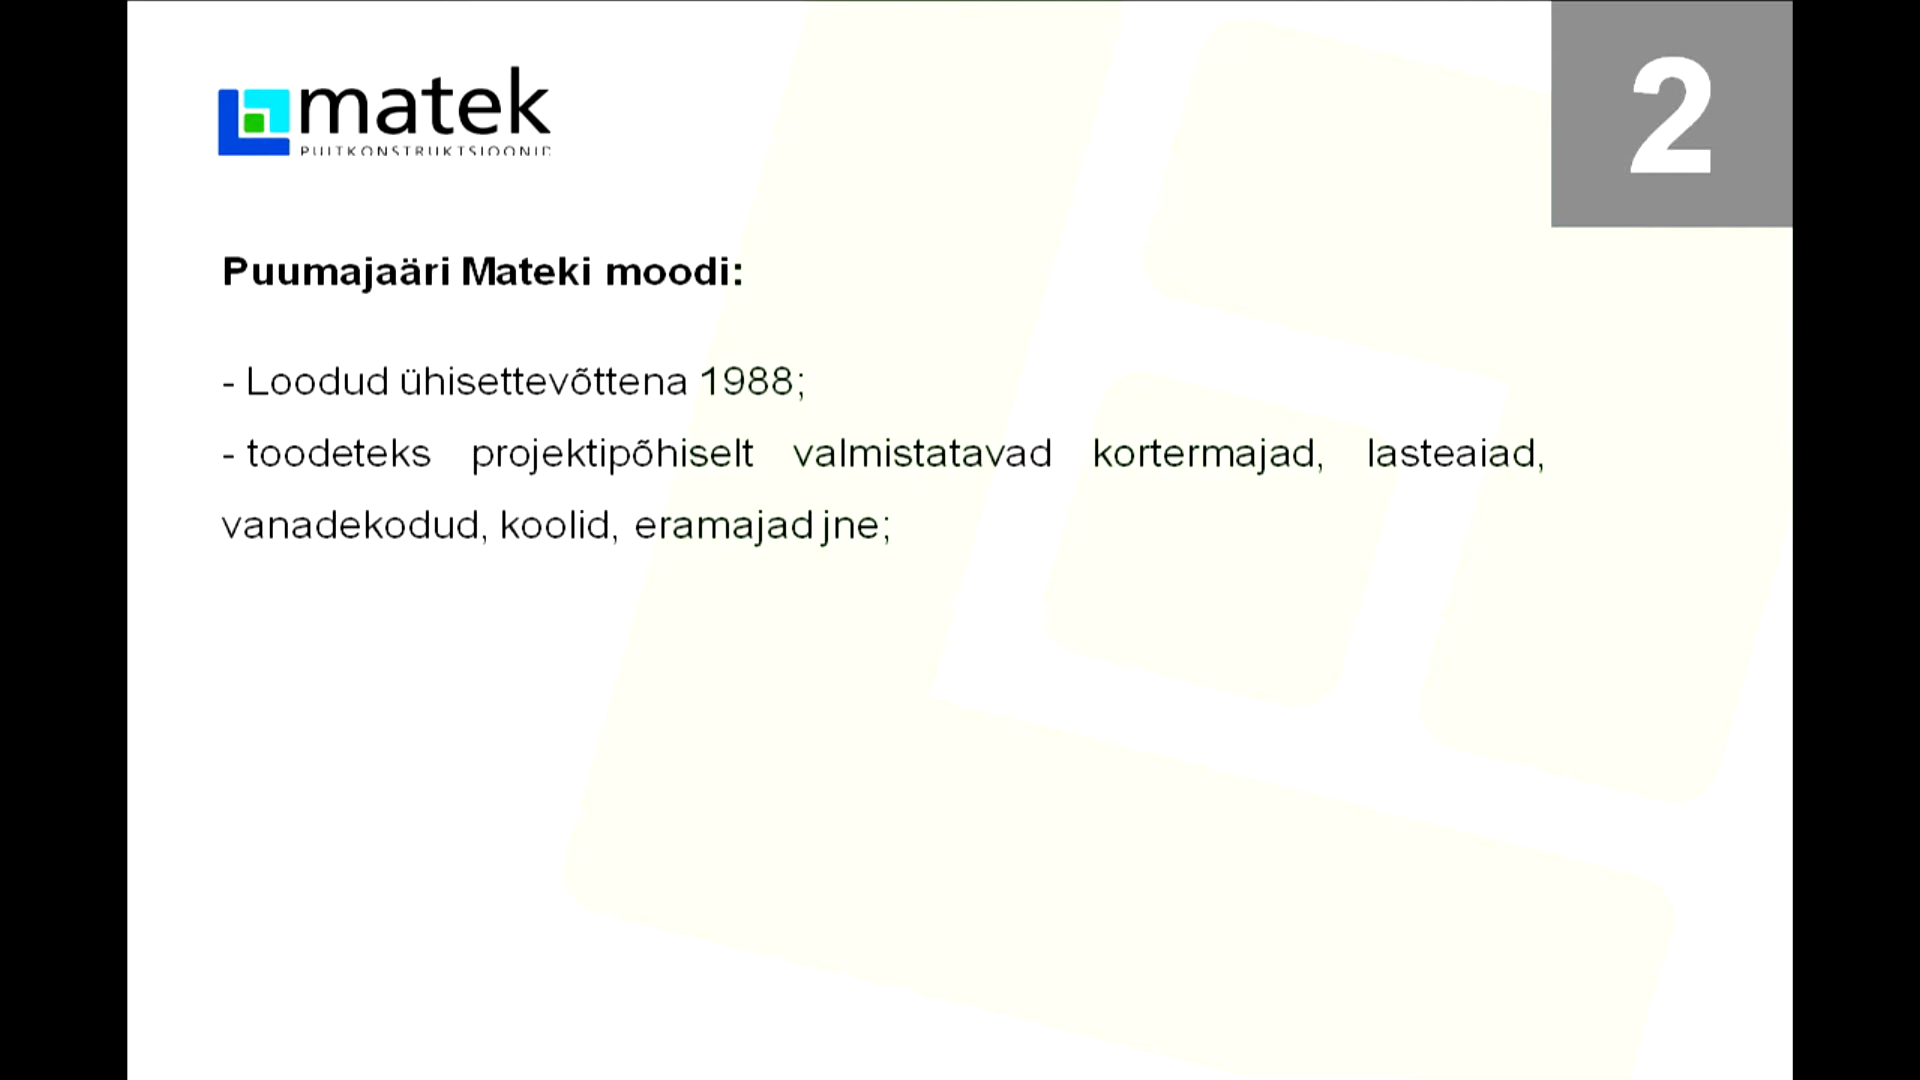 matek
PUITKONSTRUKTSIOONID
2
Puumajaäri Mateki moodi:
- Loodud ühisettevõttena 1988;
- toodeteks projektipõhiselt valmistatavad kortermajad, lasteaiad,
vanadekodud, koolid, eramajad jne;